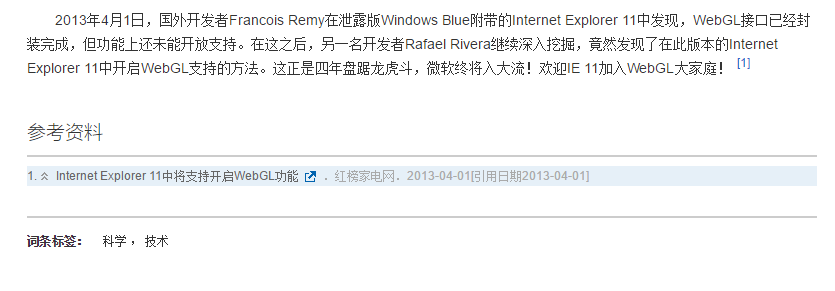 2013年4月1日，国外开发者Francois Remy在泄露版Windows Blue附带的Internet Explorer 11中发现，WebGL接口已经封
装完成，但功能上还未能开放支持。在这之后，另一名开发者Rafael Rivera继续深入挖掘，竟然发现了在此版本的Internet
Explorer 11中开启WebGL支持的方法。这正是四年盘踞龙虎斗，微软终将入大流！欢迎IE 11加入WebGL大家庭！ [1]
参考资料
1. Internet Explorer 11中将支持开启WebGL功能 ．红榜家电网．2013-04-01[引用日期2013-04-01]
词条标签： 科学 ， 技术